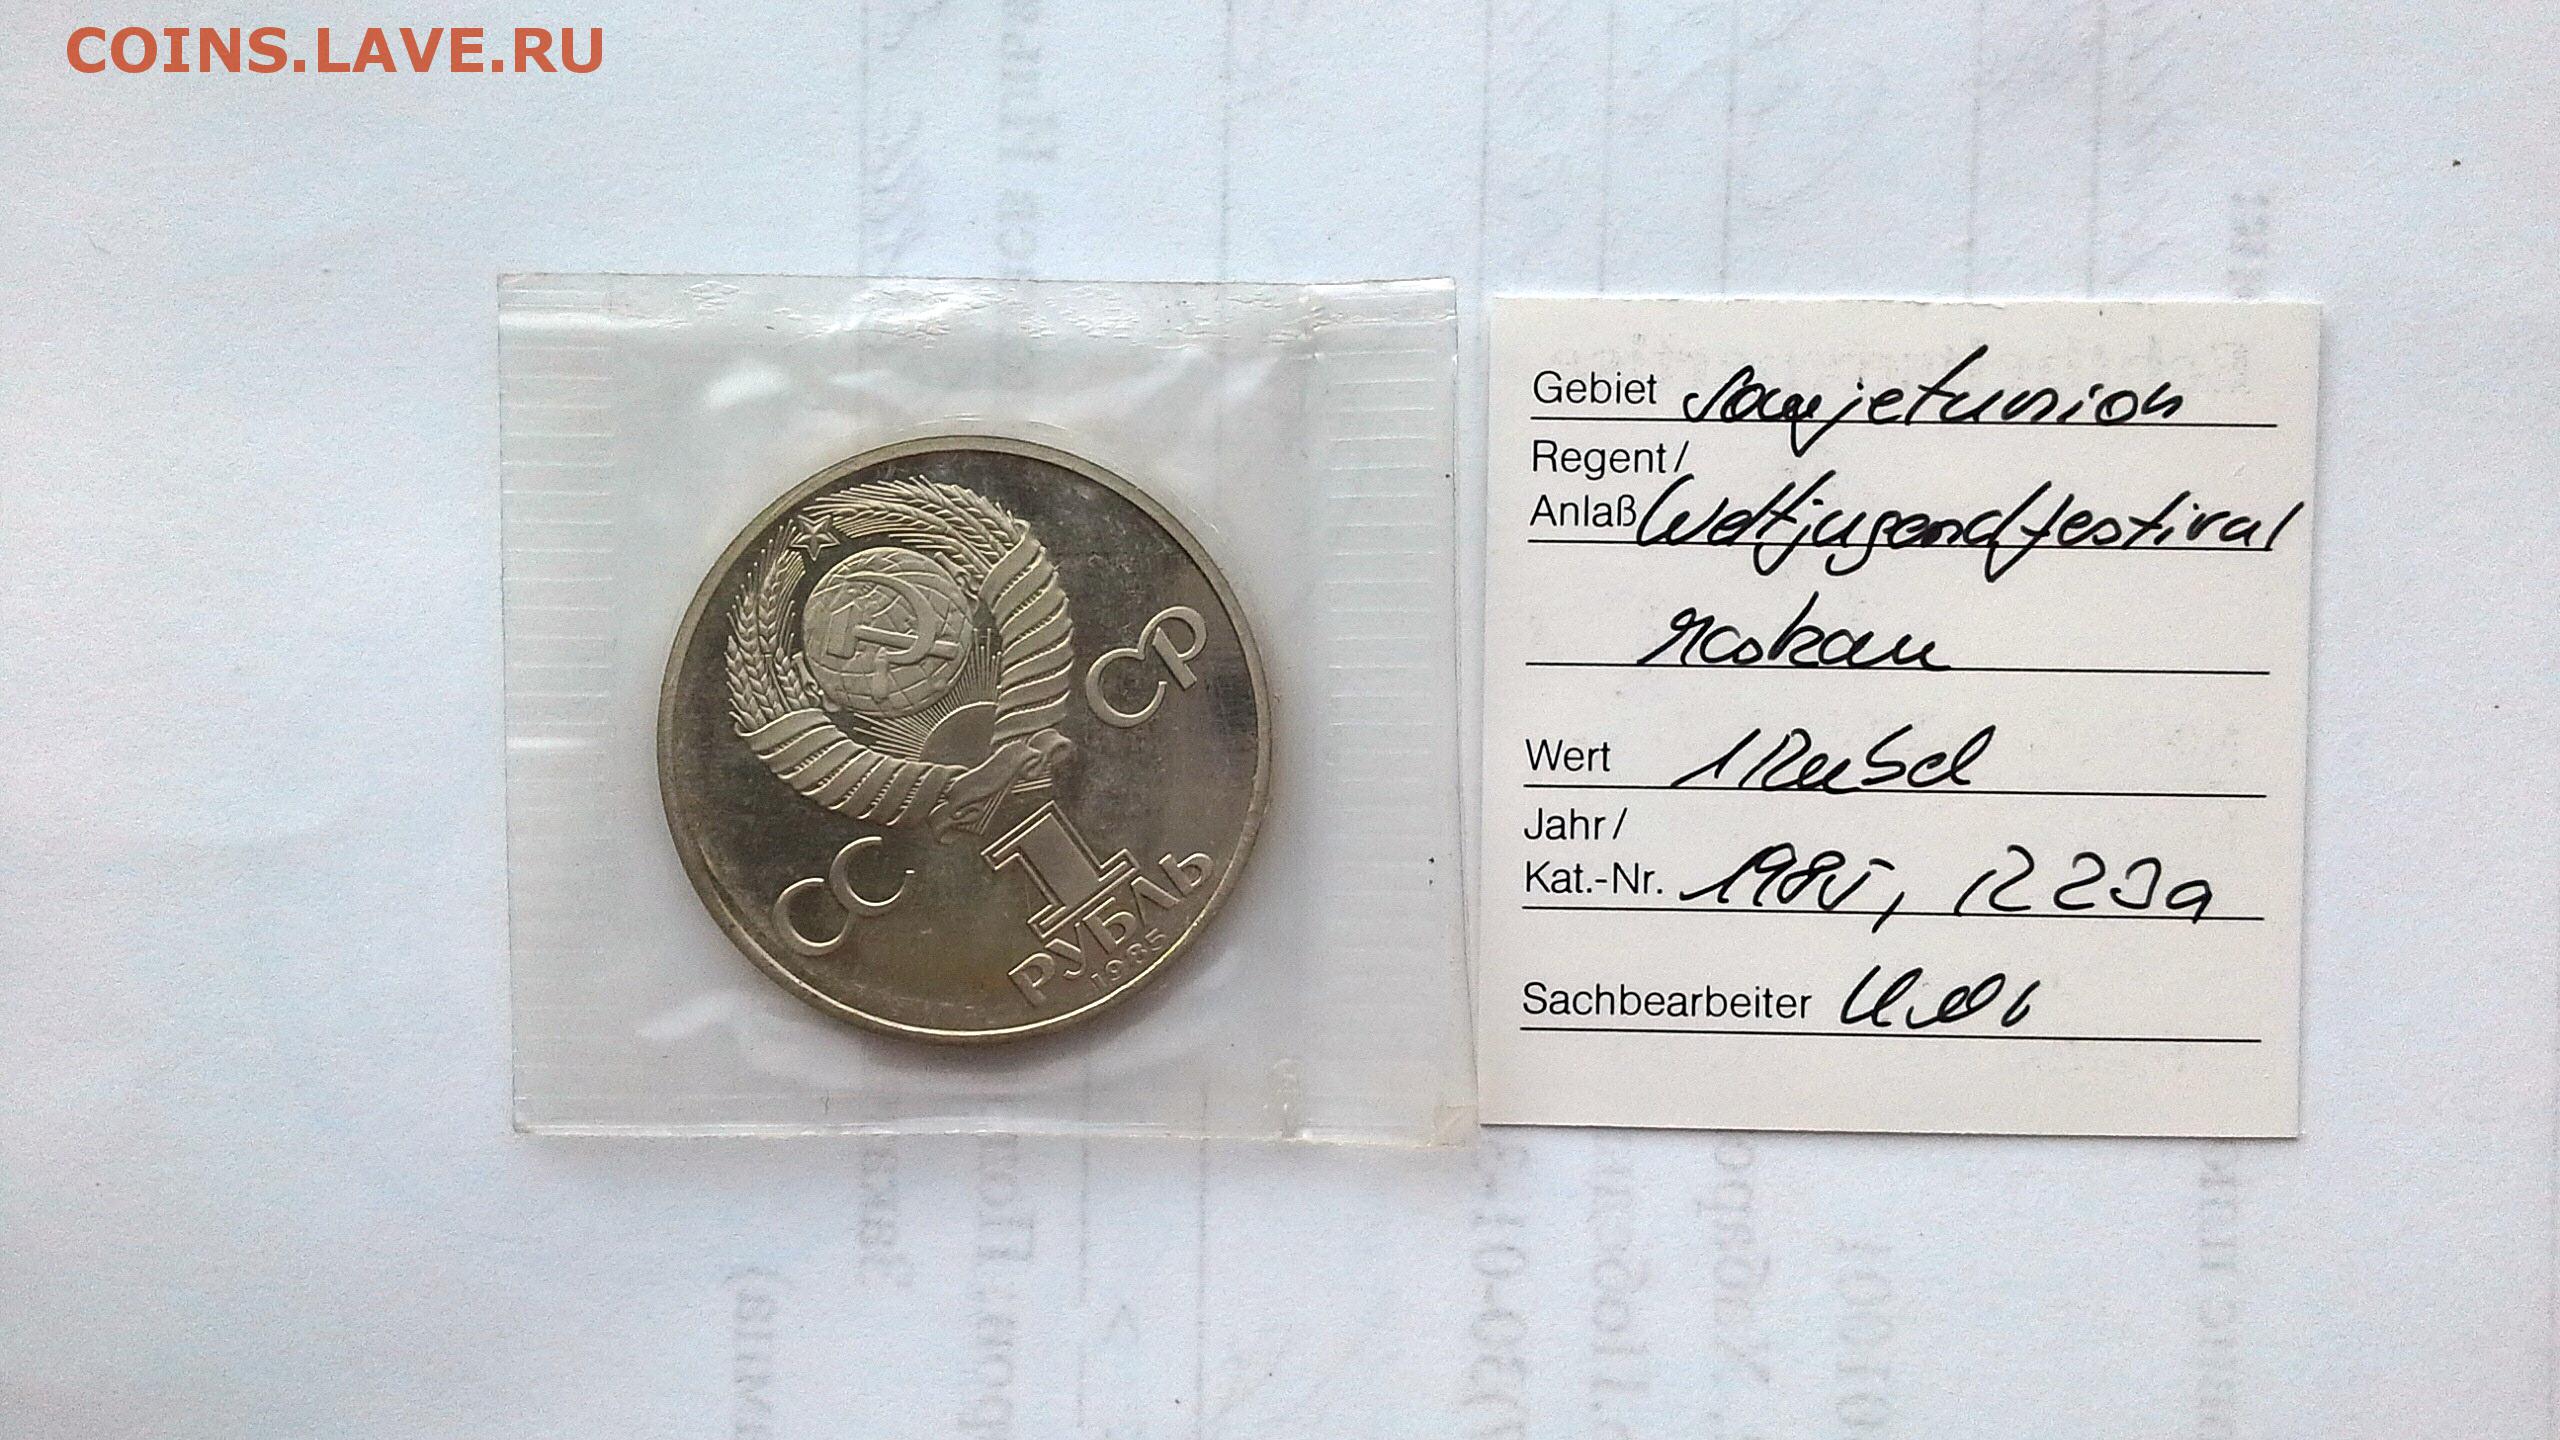 COINS.LAVE.RU
СС СР
1
РУБЛЬ
1985
Gebiet Sowjetunion
Regent/
Anlaß Weltjugendfestival
Moskau
Wert 1 Rubel
Jahr/
Kat.-Nr. 1985, 1223a
Sachbearbeiter